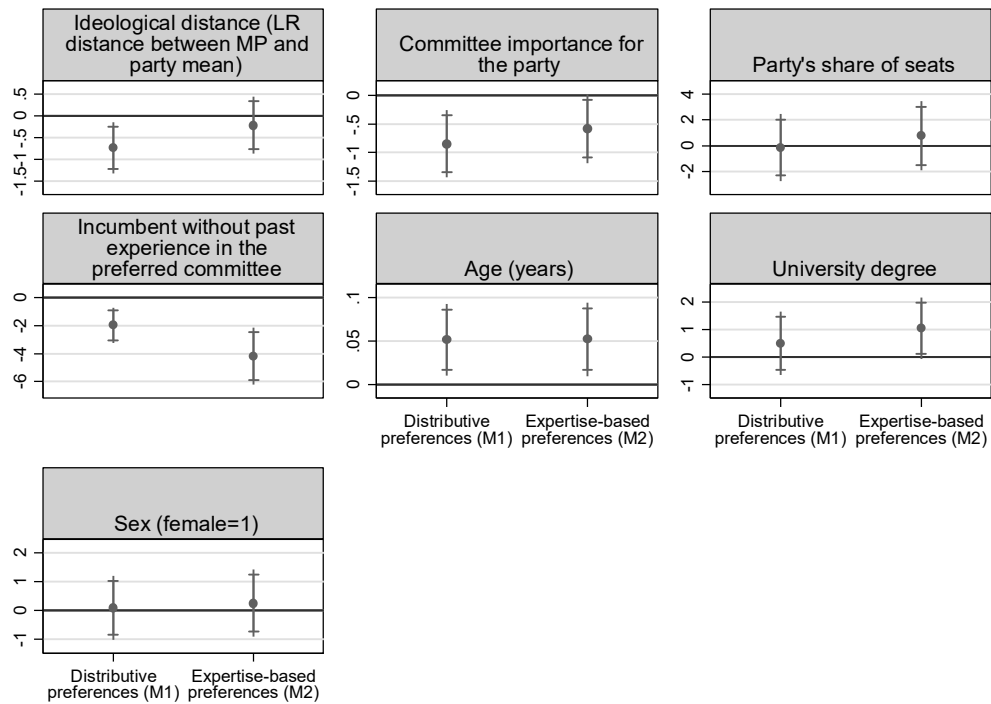 Ideological distance (LR
distance between MP and
party mean)
Committee importance for
the party
Party's share of seats
.5
0
-.5
-1
-1.5
0
-.5
-1
-1.5
4
2
0
-2
Incumbent without past
experience in the
preferred committee
Age (years)
University degree
0
-2
-4
-6
.1
.05
0
2
1
0
-1
Distributive
preferences (M1)
Expertise-based
preferences (M2)
Distributive
preferences (M1)
Expertise-based
preferences (M2)
Sex (female=1)
2
1
0
-1
Distributive
preferences (M1)
Expertise-based
preferences (M2)